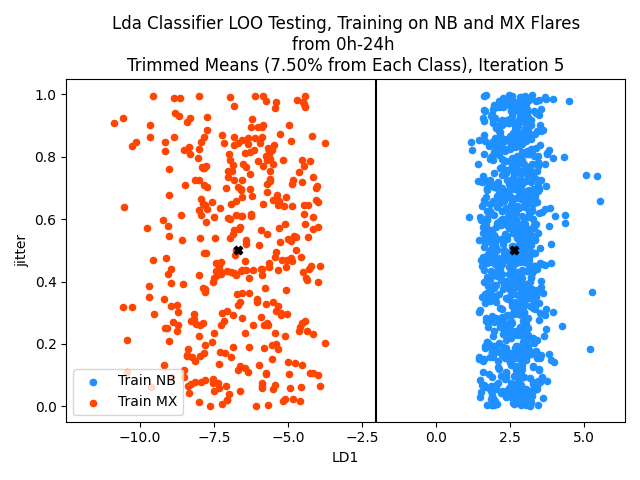 Lda Classifier LOO Testing, Training on NB and MX Flares
from 0h-24h
Trimmed Means (7.50% from Each Class), Iteration 5
1.0
0.8
0.6
0.4
0.2
0.0
jitter
Train NB
Train MX
−10.0
−7.5
−5.0
−2.5
0.0
2.5
5.0
LD1